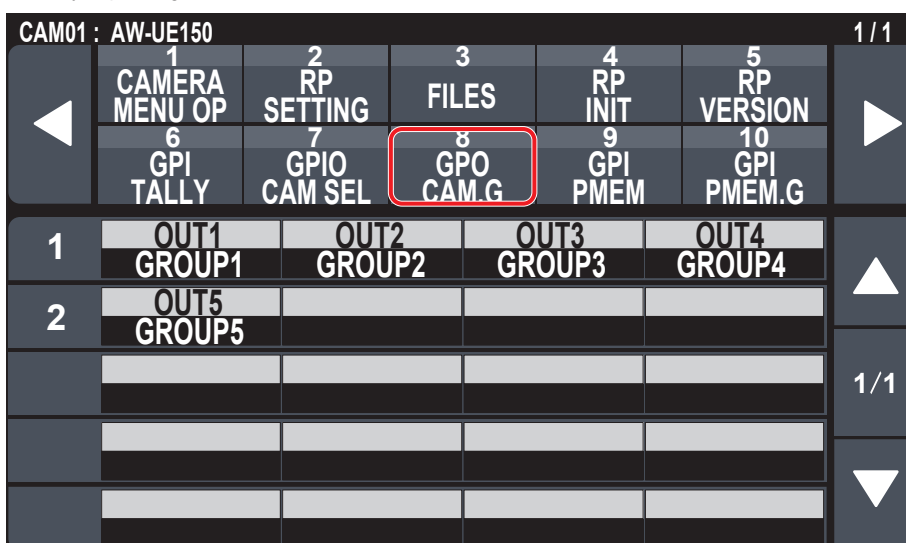 CAM01 : AW-UE150 1 / 1
1 2 3 4 5
CAMERA MENU OP
RP SETTING
FILES
RP INIT
RP VERSION
6 7 8 9 10
GPI TALLY
GPIO CAM SEL
GPO CAM.G
GPI PMEM
GPI PMEM.G
1 OUT1 OUT2 OUT3 OUT4
GROUP1 GROUP2 GROUP3 GROUP4
2 OUT5
GROUP5
1/1